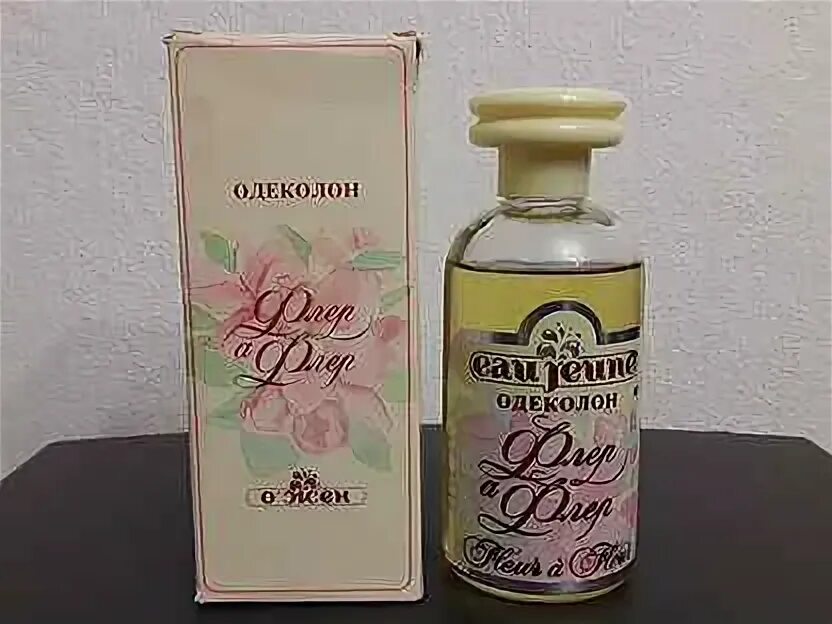 ОДЕКОЛОН
Флер
а Флер
О'Жен
eau jeune
ОДЕКОЛОН
Флер
а Флер
Fleur à Fleur